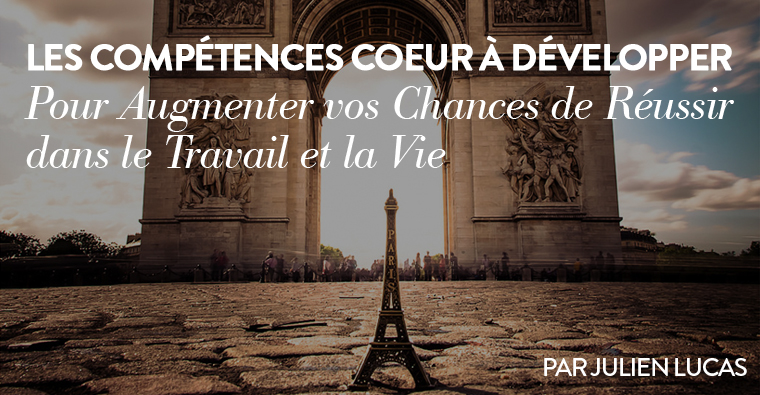 LES COMPÉTENCES COEUR À DÉVELOPPER
Pour Augmenter vos Chances de Réussir
dans le Travail et la Vie
PARIS
PAR JULIEN LUCAS